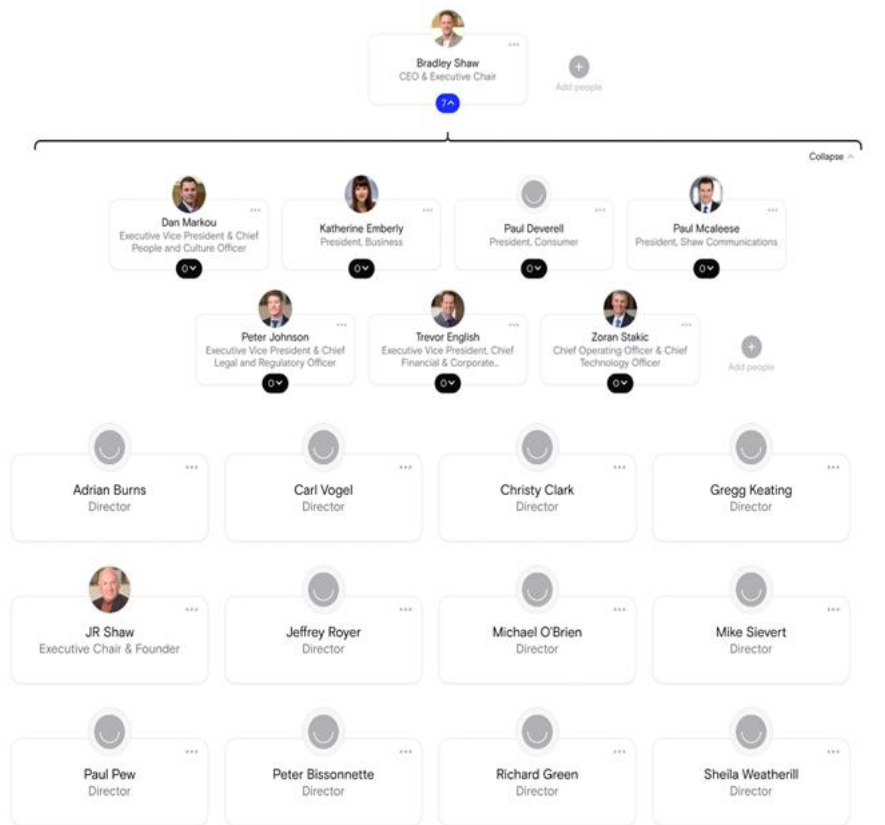 Bradley Shaw
CEO & Executive Chair
7
Add people
Collapse
Dan Markou
Executive Vice President & Chief
People and Culture Officer
0
Katherine Emberly
President, Business
0
Paul Deverell
President, Consumer
0
Paul Mcaleese
President, Shaw Communications
0
Peter Johnson
Executive Vice President & Chief
Legal and Regulatory Officer
0
Trevor English
Executive Vice President, Chief
Financial & Corporate...
0
Zoran Stakic
Chief Operating Officer & Chief
Technology Officer
0
Add people
Adrian Burns
Director
Carl Vogel
Director
Christy Clark
Director
Gregg Keating
Director
JR Shaw
Executive Chair & Founder
Jeffrey Royer
Director
Michael O'Brien
Director
Mike Sievert
Director
Paul Pew
Director
Peter Bissonnette
Director
Richard Green
Director
Sheila Weatherill
Director